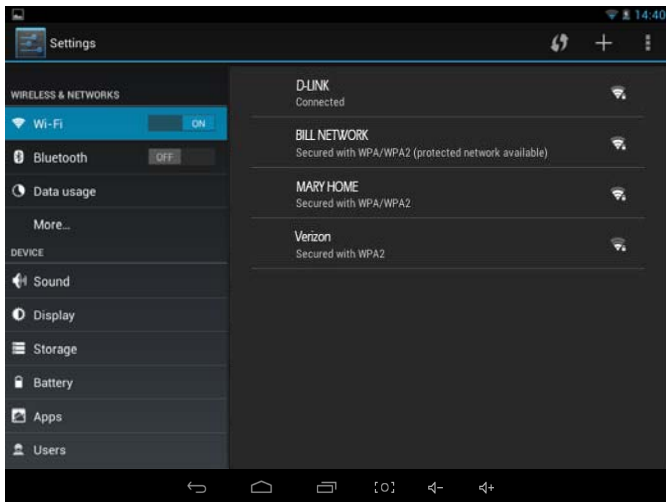 14:40
Settings
WIRELESS & NETWORKS
Wi-Fi ON
Bluetooth OFF
Data usage
More...
DEVICE
Sound
Display
Storage
Battery
Apps
Users
D-LINK
Connected
BILL NETWORK
Secured with WPA/WPA2 (protected network available)
MARY HOME
Secured with WPA/WPA2
Verizon
Secured with WPA2